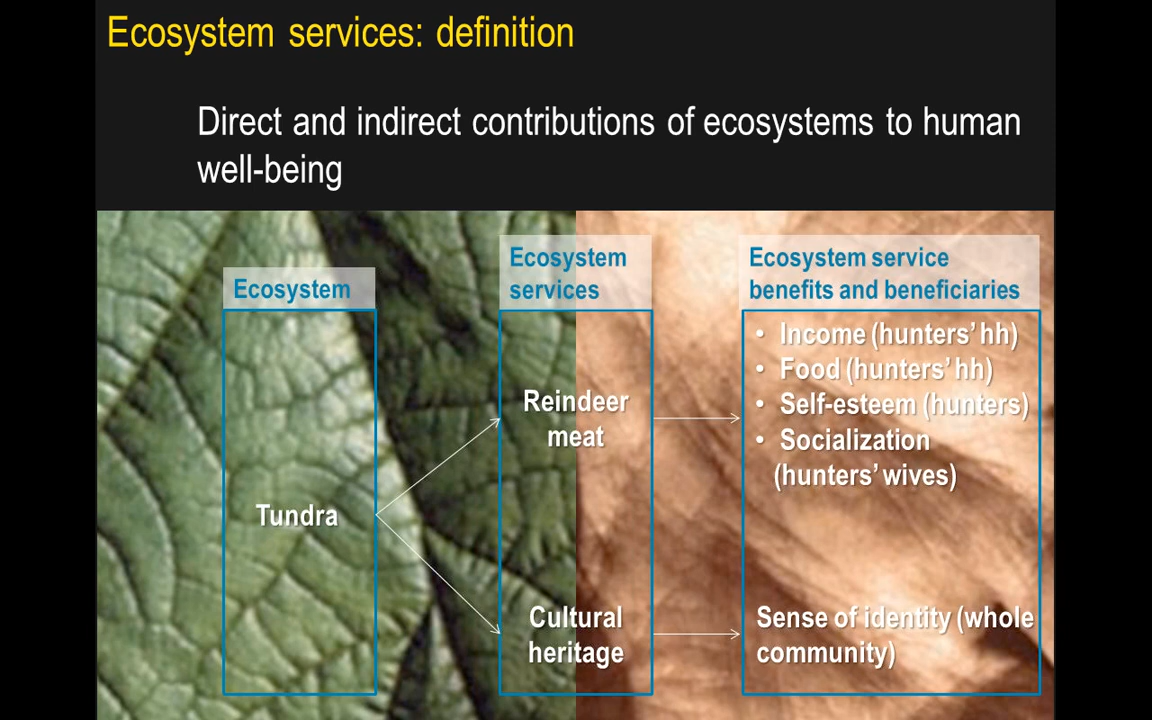 Ecosystem services: definition
Direct and indirect contributions of ecosystems to human
well-being
Ecosystem
Tundra
Ecosystem
services
Reindeer
meat
Cultural
heritage
Ecosystem service
benefits and beneficiaries
• Income (hunters’ hh)
• Food (hunters’ hh)
• Self-esteem (hunters)
• Socialization
(hunters’ wives)
Sense of identity (whole
community)